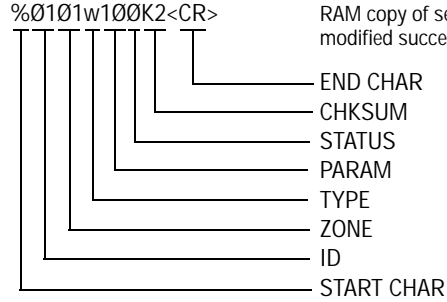 %Ø1Ø1w1ØØK2<CR>
RAM copy of se
modified succe
END CHAR
CHKSUM
STATUS
PARAM
TYPE
ZONE
ID
START CHAR